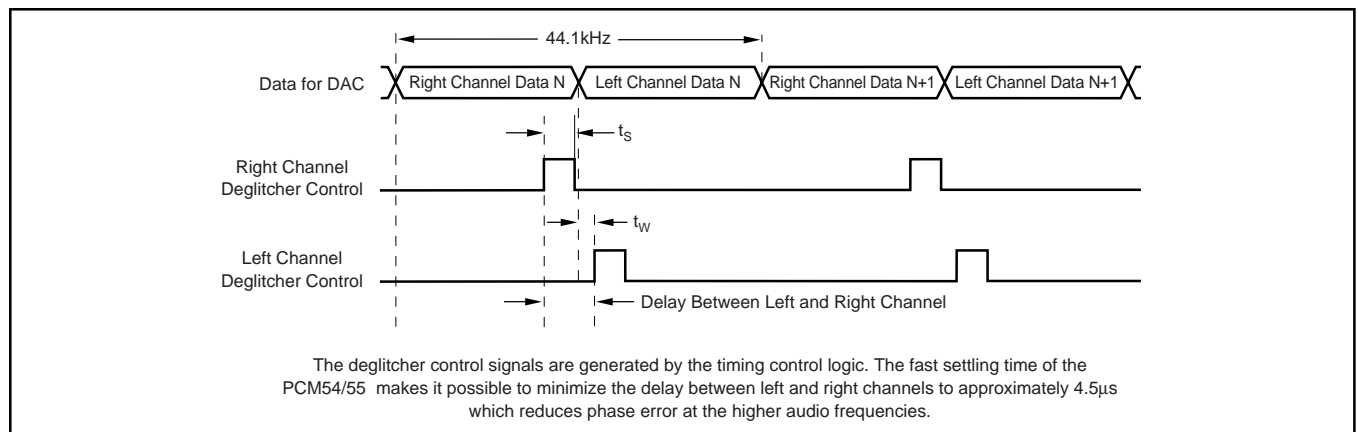 44.1kHz
Data for DAC
Right Channel Data N
Left Channel Data N
Right Channel Data N+1
Left Channel Data N+1
tS
Right Channel
Deglitcher Control
tW
Left Channel
Deglitcher Control
Delay Between Left and Right Channel
The deglitcher control signals are generated by the timing control logic. The fast settling time of the
PCM54/55 makes it possible to minimize the delay between left and right channels to approximately 4.5µs
which reduces phase error at the higher audio frequencies.